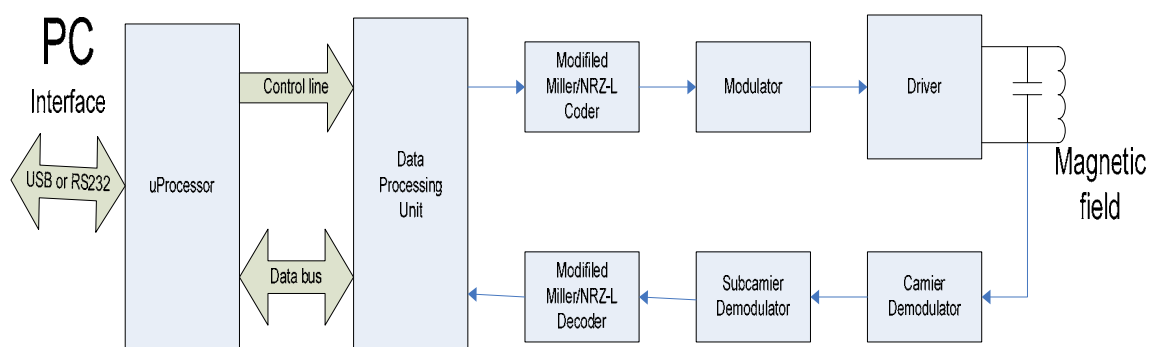 PC
Interface
USB or RS232
uProcessor
Control line
Data bus
Data
Processing
Unit
Modifiled
Miller/NRZ-L
Coder
Modulator
Driver
Magnetic
field
Modifiled
Miller/NRZ-L
Decoder
Subcamier
Demodulator
Camier
Demodulator